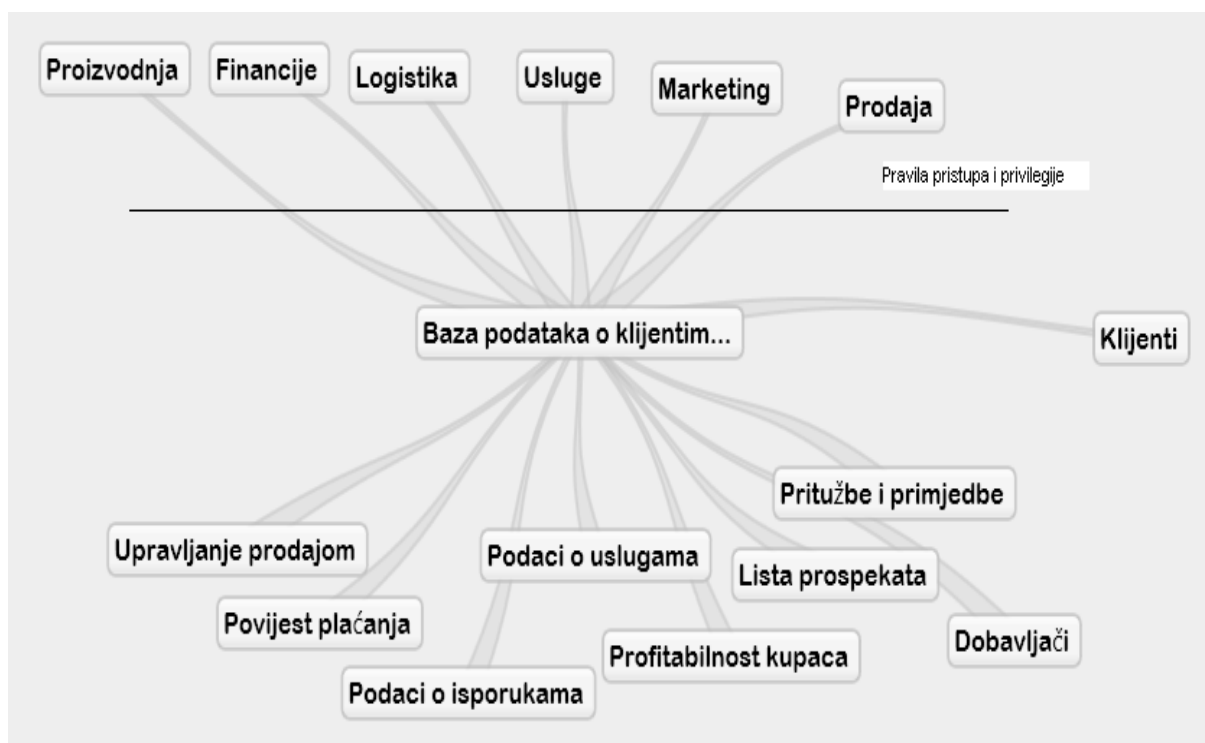 Proizvodnja
Financije
Logistika
Usluge
Marketing
Prodaja
Pravila pristupa i privilegije
Baza podataka o klijentim...
Klijenti
Pritužbe i primjedbe
Upravljanje prodajom
Podaci o uslugama
Lista prospekata
Povijest plaćanja
Profitabilnost kupaca
Dobavljači
Podaci o isporukama